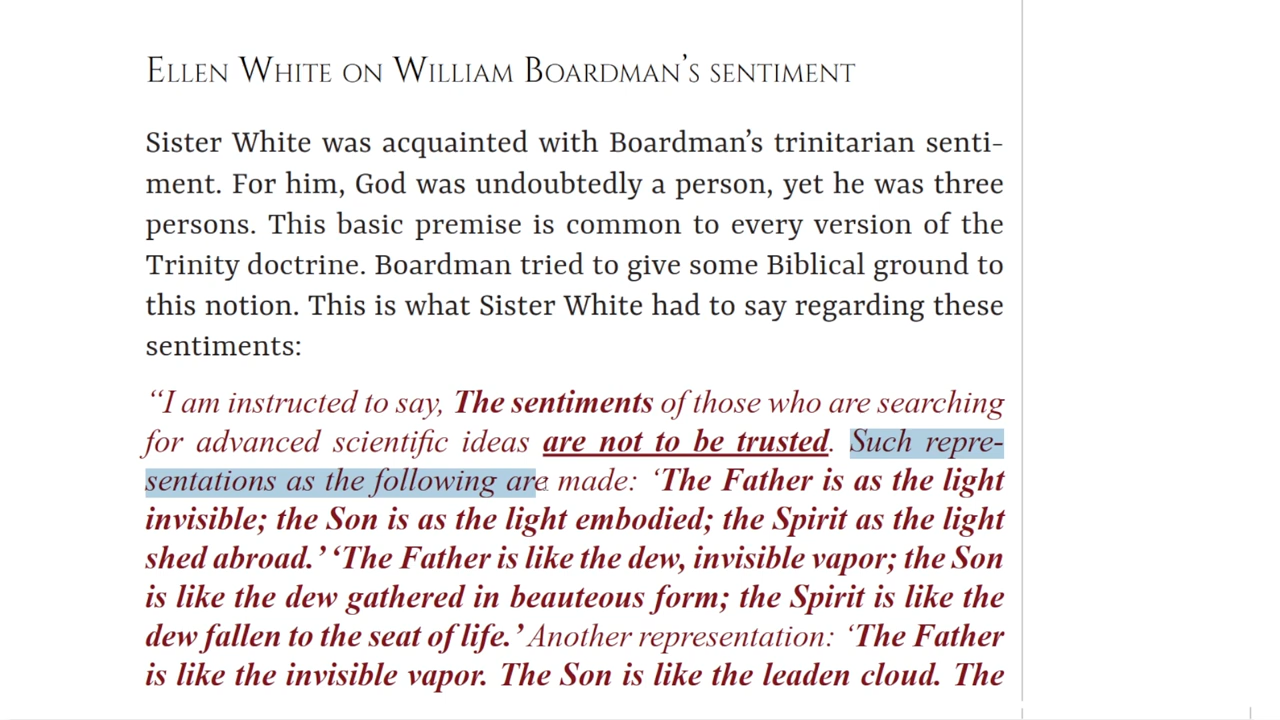 Ellen White on William Boardman’s sentiment
Sister White was acquainted with Boardman’s trinitarian senti-
ment. For him, God was undoubtedly a person, yet he was three
persons. This basic premise is common to every version of the
Trinity doctrine. Boardman tried to give some Biblical ground to
this notion. This is what Sister White had to say regarding these
sentiments:
“I am instructed to say, The sentiments of those who are searching
for advanced scientific ideas are not to be trusted. Such repre-
sentations as the following are made: ‘The Father is as the light
invisible; the Son is as the light embodied; the Spirit as the light
shed abroad.’ ‘The Father is like the dew, invisible vapor; the Son
is like the dew gathered in beauteous form; the Spirit is like the
dew fallen to the seat of life.’ Another representation: ‘The Father
is like the invisible vapor. The Son is like the leaden cloud. The